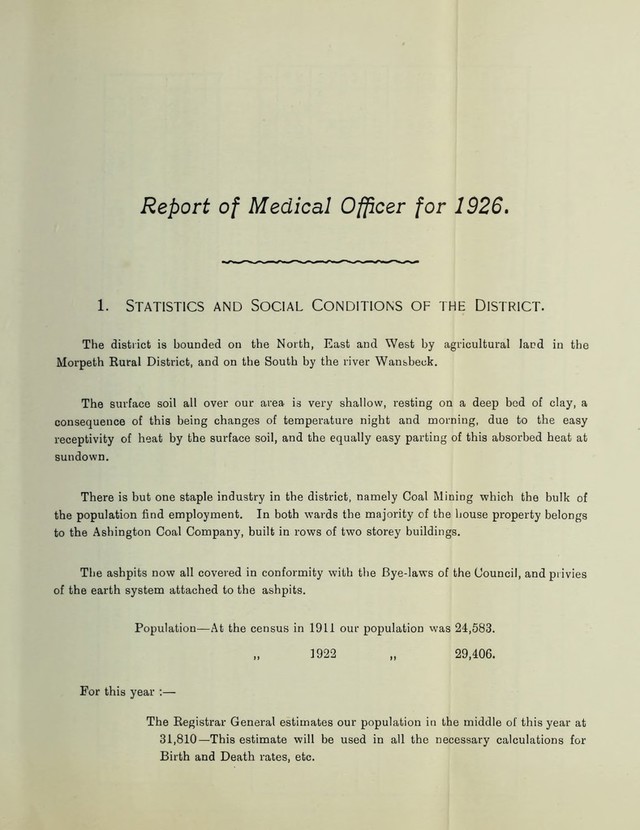 Report of Medical Officer for 1926.
1. STATISTICS AND SOCIAL CONDITIONS OF THE DISTRICT.
The district is bounded on the North, East and West by agricultural land in the
Morpeth Rural District, and on the South by the river Wansbeck.
The surface soil all over our area is very shallow, resting on a deep bed of clay, a
consequence of this being changes of temperature night and morning, due to the easy
receptivity of heat by the surface soil, and the equally easy parting of this absorbed heat at
sundown.
There is but one staple industry in the district, namely Coal Mining which the bulk of
the population find employment. In both wards the majority of the house property belongs
to the Ashington Coal Company, built in rows of two storey buildings.
The ashpits now all covered in conformity with the Bye-laws of the Council, and privies
of the earth system attached to the ashpits.
Population—At the census in 1911 our population was 24,583.
„ 1922 „ 29,406.
For this year :—
The Registrar General estimates our population in the middle of this year at
31,810—This estimate will be used in all the necessary calculations for
Birth and Death rates, etc.